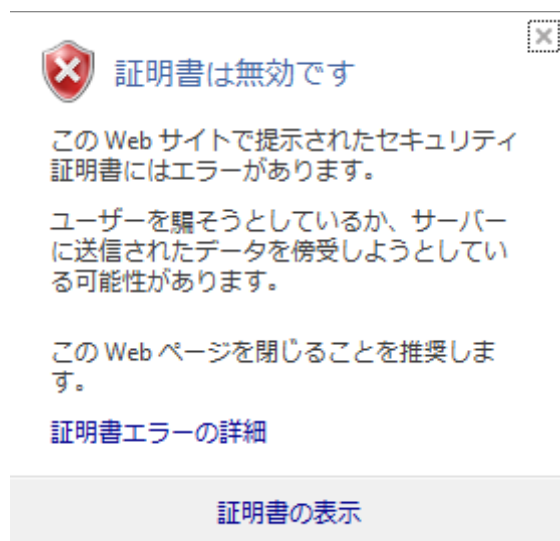 証明書は無効です
この Web サイトで提示されたセキュリティ
証明書にはエラーがあります。
ユーザーを騙そうとしているか、サーバー
に送信されたデータを傍受しようとしてい
る可能性があります。
この Web ページを閉じることを推奨しま
す。
証明書エラーの詳細
証明書の表示